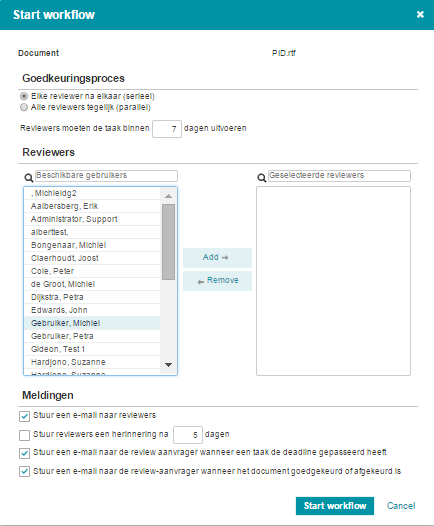 Start workflow ×
Document PID.rtf
Goedkeuringsproces
Elke reviewer na elkaar (serieel)
Alle reviewers tegelijk (parallel)
Reviewers moeten de taak binnen 7 dagen uitvoeren
Reviewers
Beschikbare gebruikers
Geselecteerde reviewers
, Michieldg2
Aalbersberg, Erik
Administrator, Support
alberttest,
Bongenaar, Michiel
Claerhoudt, Joost
Cole, Peter
de Groot, Michiel
Dijkstra, Petra
Edwards, John
Gebruiker, Michiel
Gebruiker, Petra
Gideon, Test 1
Hardjono, Suzanne
Hardjono, Suzanne
Add →
← Remove
Meldingen
Stuur een e-mail naar reviewers
Stuur reviewers een herinnering na 5 dagen
Stuur een e-mail naar de review aanvrager wanneer een taak de deadline gepasseerd heeft
Stuur een e-mail naar de review-aanvrager wanneer het document goedgekeurd of afgekeurd is
Start workflow Cancel